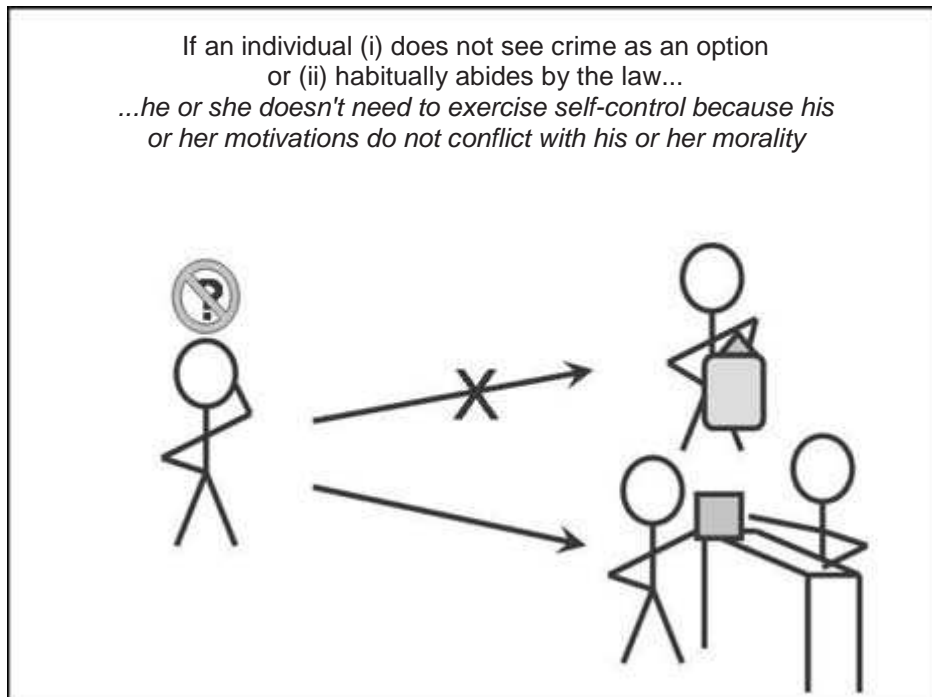 If an individual (i) does not see crime as an option
or (ii) habitually abides by the law...
...he or she doesn't need to exercise self-control because his
or her motivations do not conflict with his or her morality
?
X